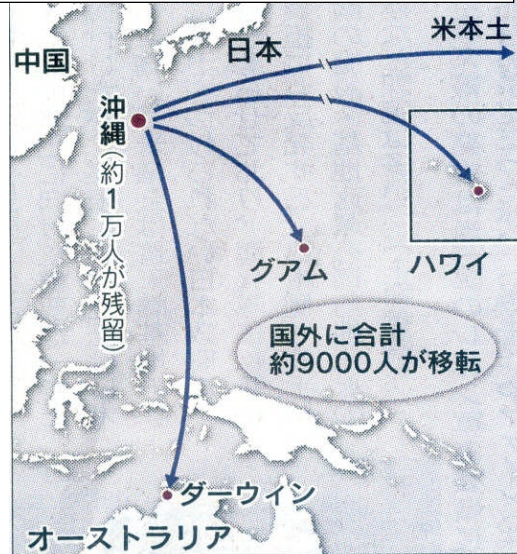 中国
日本
米本土
沖縄(約1万人が残留)
グアム
ハワイ
国外に合計
約9000人が移転
ダーウィン
オーストラリア